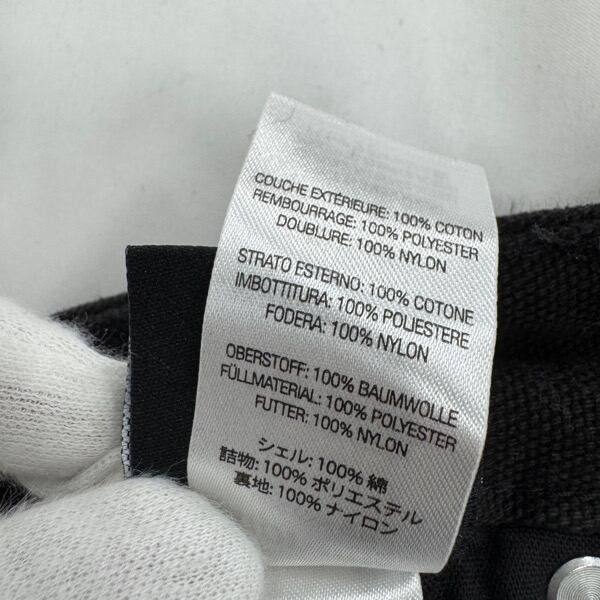 COUCHE EXTÉRIEURE: 100% COTON
REMBOURRAGE: 100% POLYESTER
DOUBLURE: 100% NYLON
STRATO ESTERNO: 100% COTONE
IMBOTTITURA: 100% POLIESTERE
FODERA: 100% NYLON
OBERSTOFF: 100% BAUMWOLLE
FÜLLMATERIAL: 100% POLYESTER
FUTTER: 100% NYLON
シェル: 100% 綿
詰物: 100% ポリエステル
裏地: 100% ナイロン